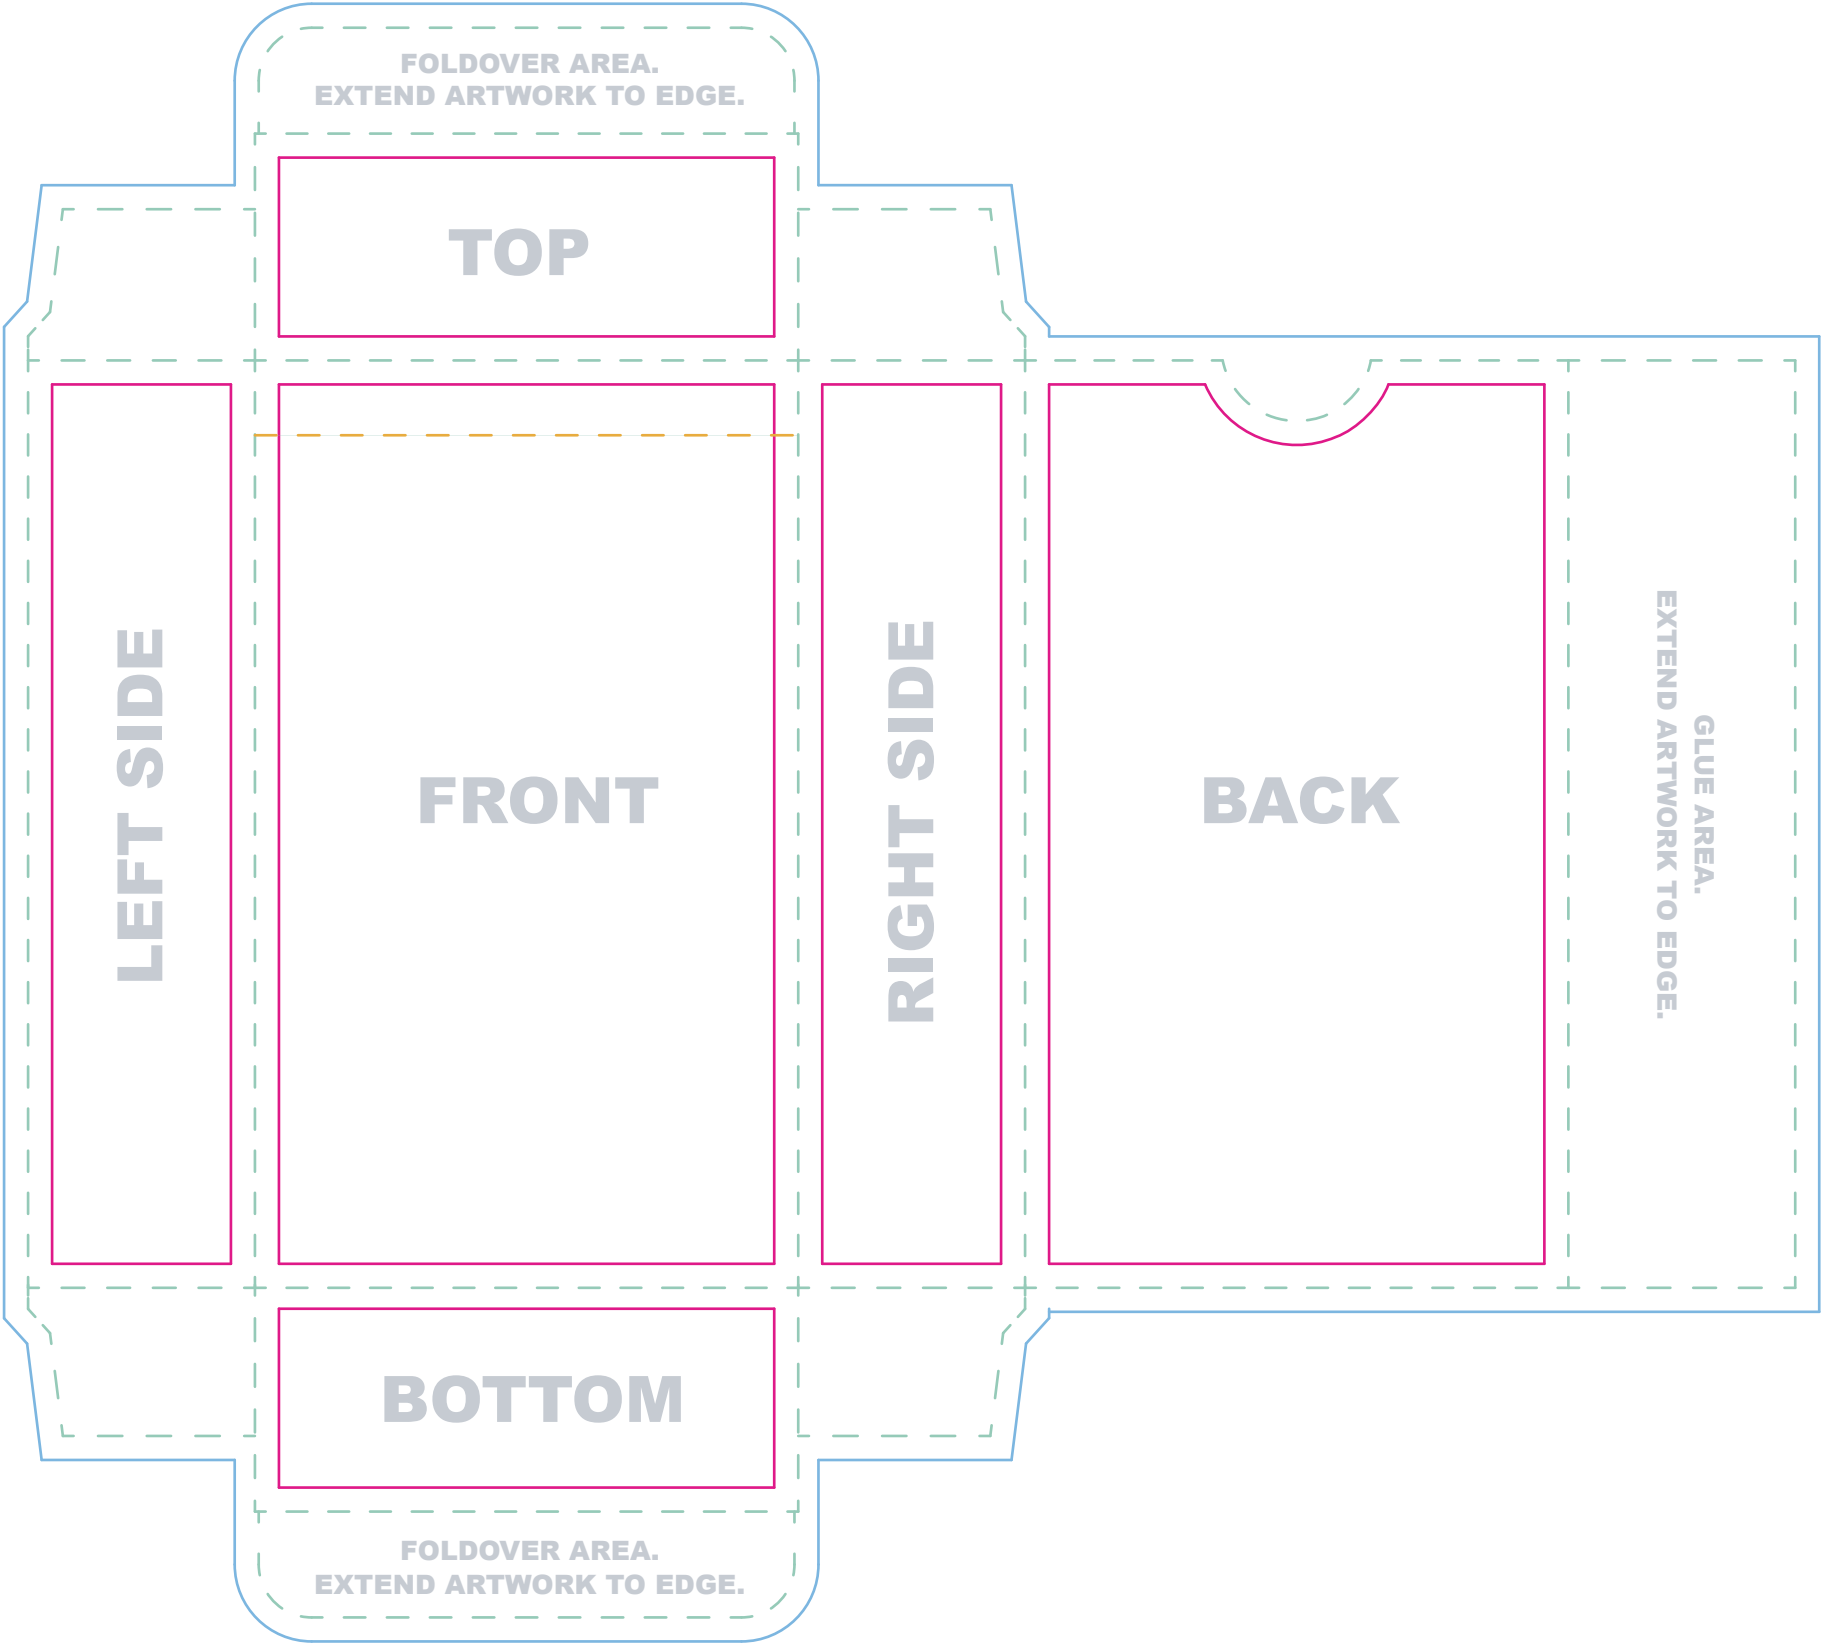 FOLDOVER AREA.
EXTEND ARTWORK TO EDGE.
TOP
LEFT SIDE
FRONT
RIGHT SIDE
BACK
GLUE AREA.
EXTEND ARTWORK TO EDGE.
BOTTOM
FOLDOVER AREA.
EXTEND ARTWORK TO EDGE.